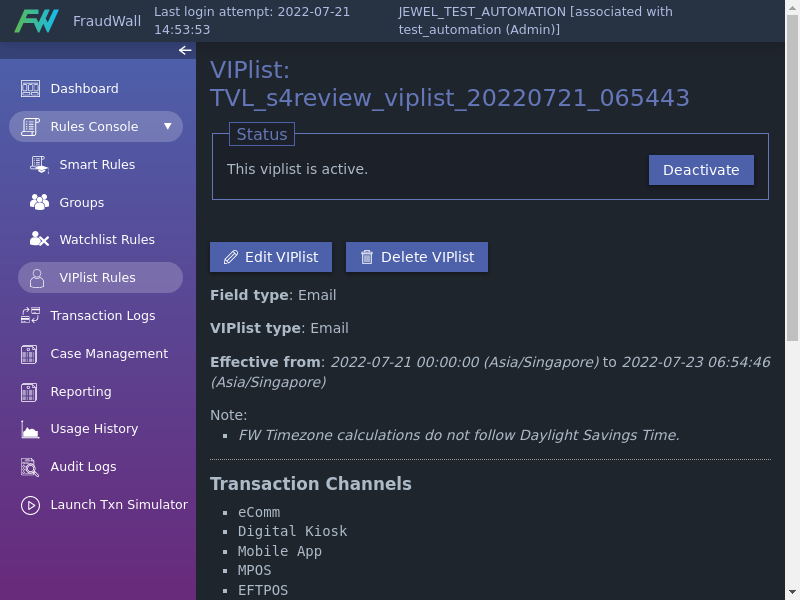 FW FraudWall
Last login attempt: 2022-07-21
14:53:53
JEWEL_TEST_AUTOMATION [associated with
test_automation (Admin)]
Dashboard
Rules Console
Smart Rules
Groups
Watchlist Rules
VIPlist Rules
Transaction Logs
Case Management
Reporting
Usage History
Audit Logs
Launch Txn Simulator
VIPlist:
TVL_s4review_viplist_20220721_065443
Status
This viplist is active.
Deactivate
Edit VIPlist
Delete VIPlist
Field type: Email
VIPlist type: Email
Effective from: 2022-07-21 00:00:00 (Asia/Singapore) to 2022-07-23 06:54:46
(Asia/Singapore)
Note:
FW Timezone calculations do not follow Daylight Savings Time.
Transaction Channels
eComm
Digital Kiosk
Mobile App
MPOS
EFTPOS